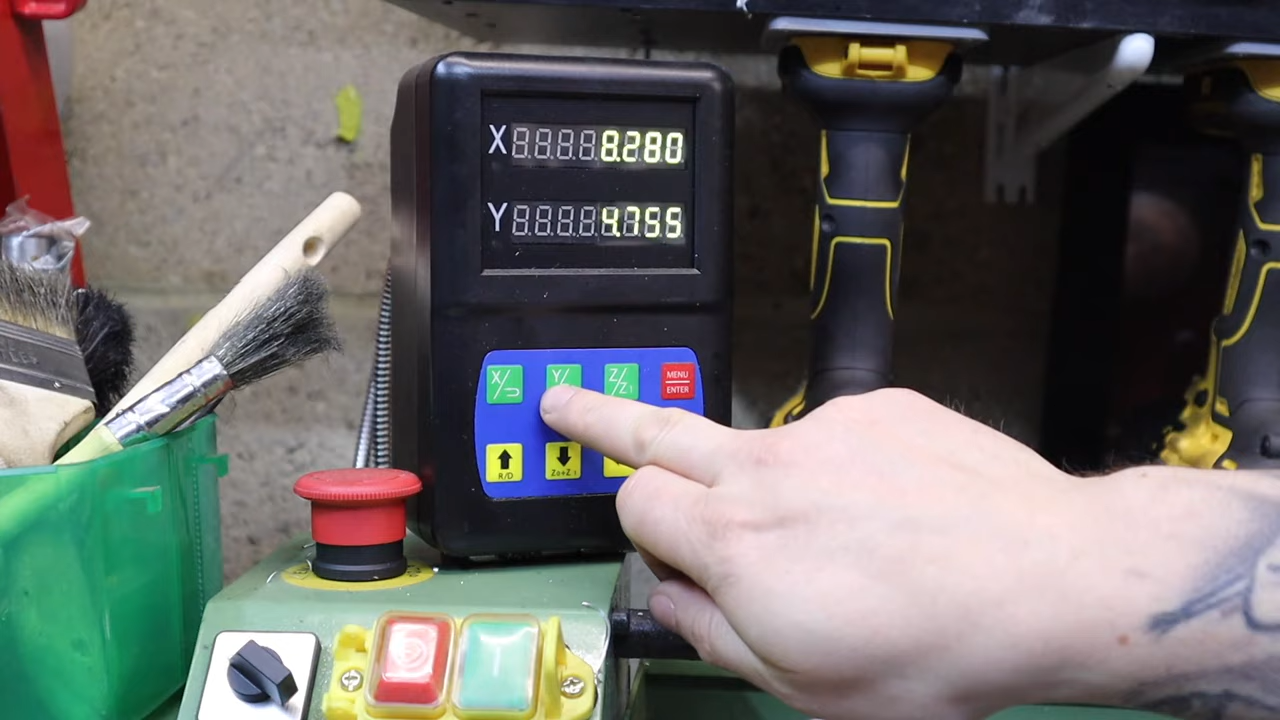 X 8.280
Y 4.755
X/
Y/
Z/Z1
MENU
ENTER
R/D
Z0+Z1